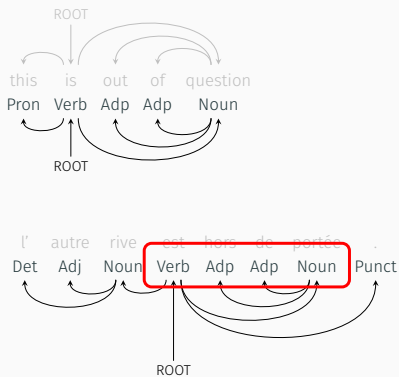 ROOT
this is out of question
Pron Verb Adp Adp Noun
ROOT
l' autre rive est hors de portée .
Det Adj Noun Verb Adp Adp Noun Punct
ROOT